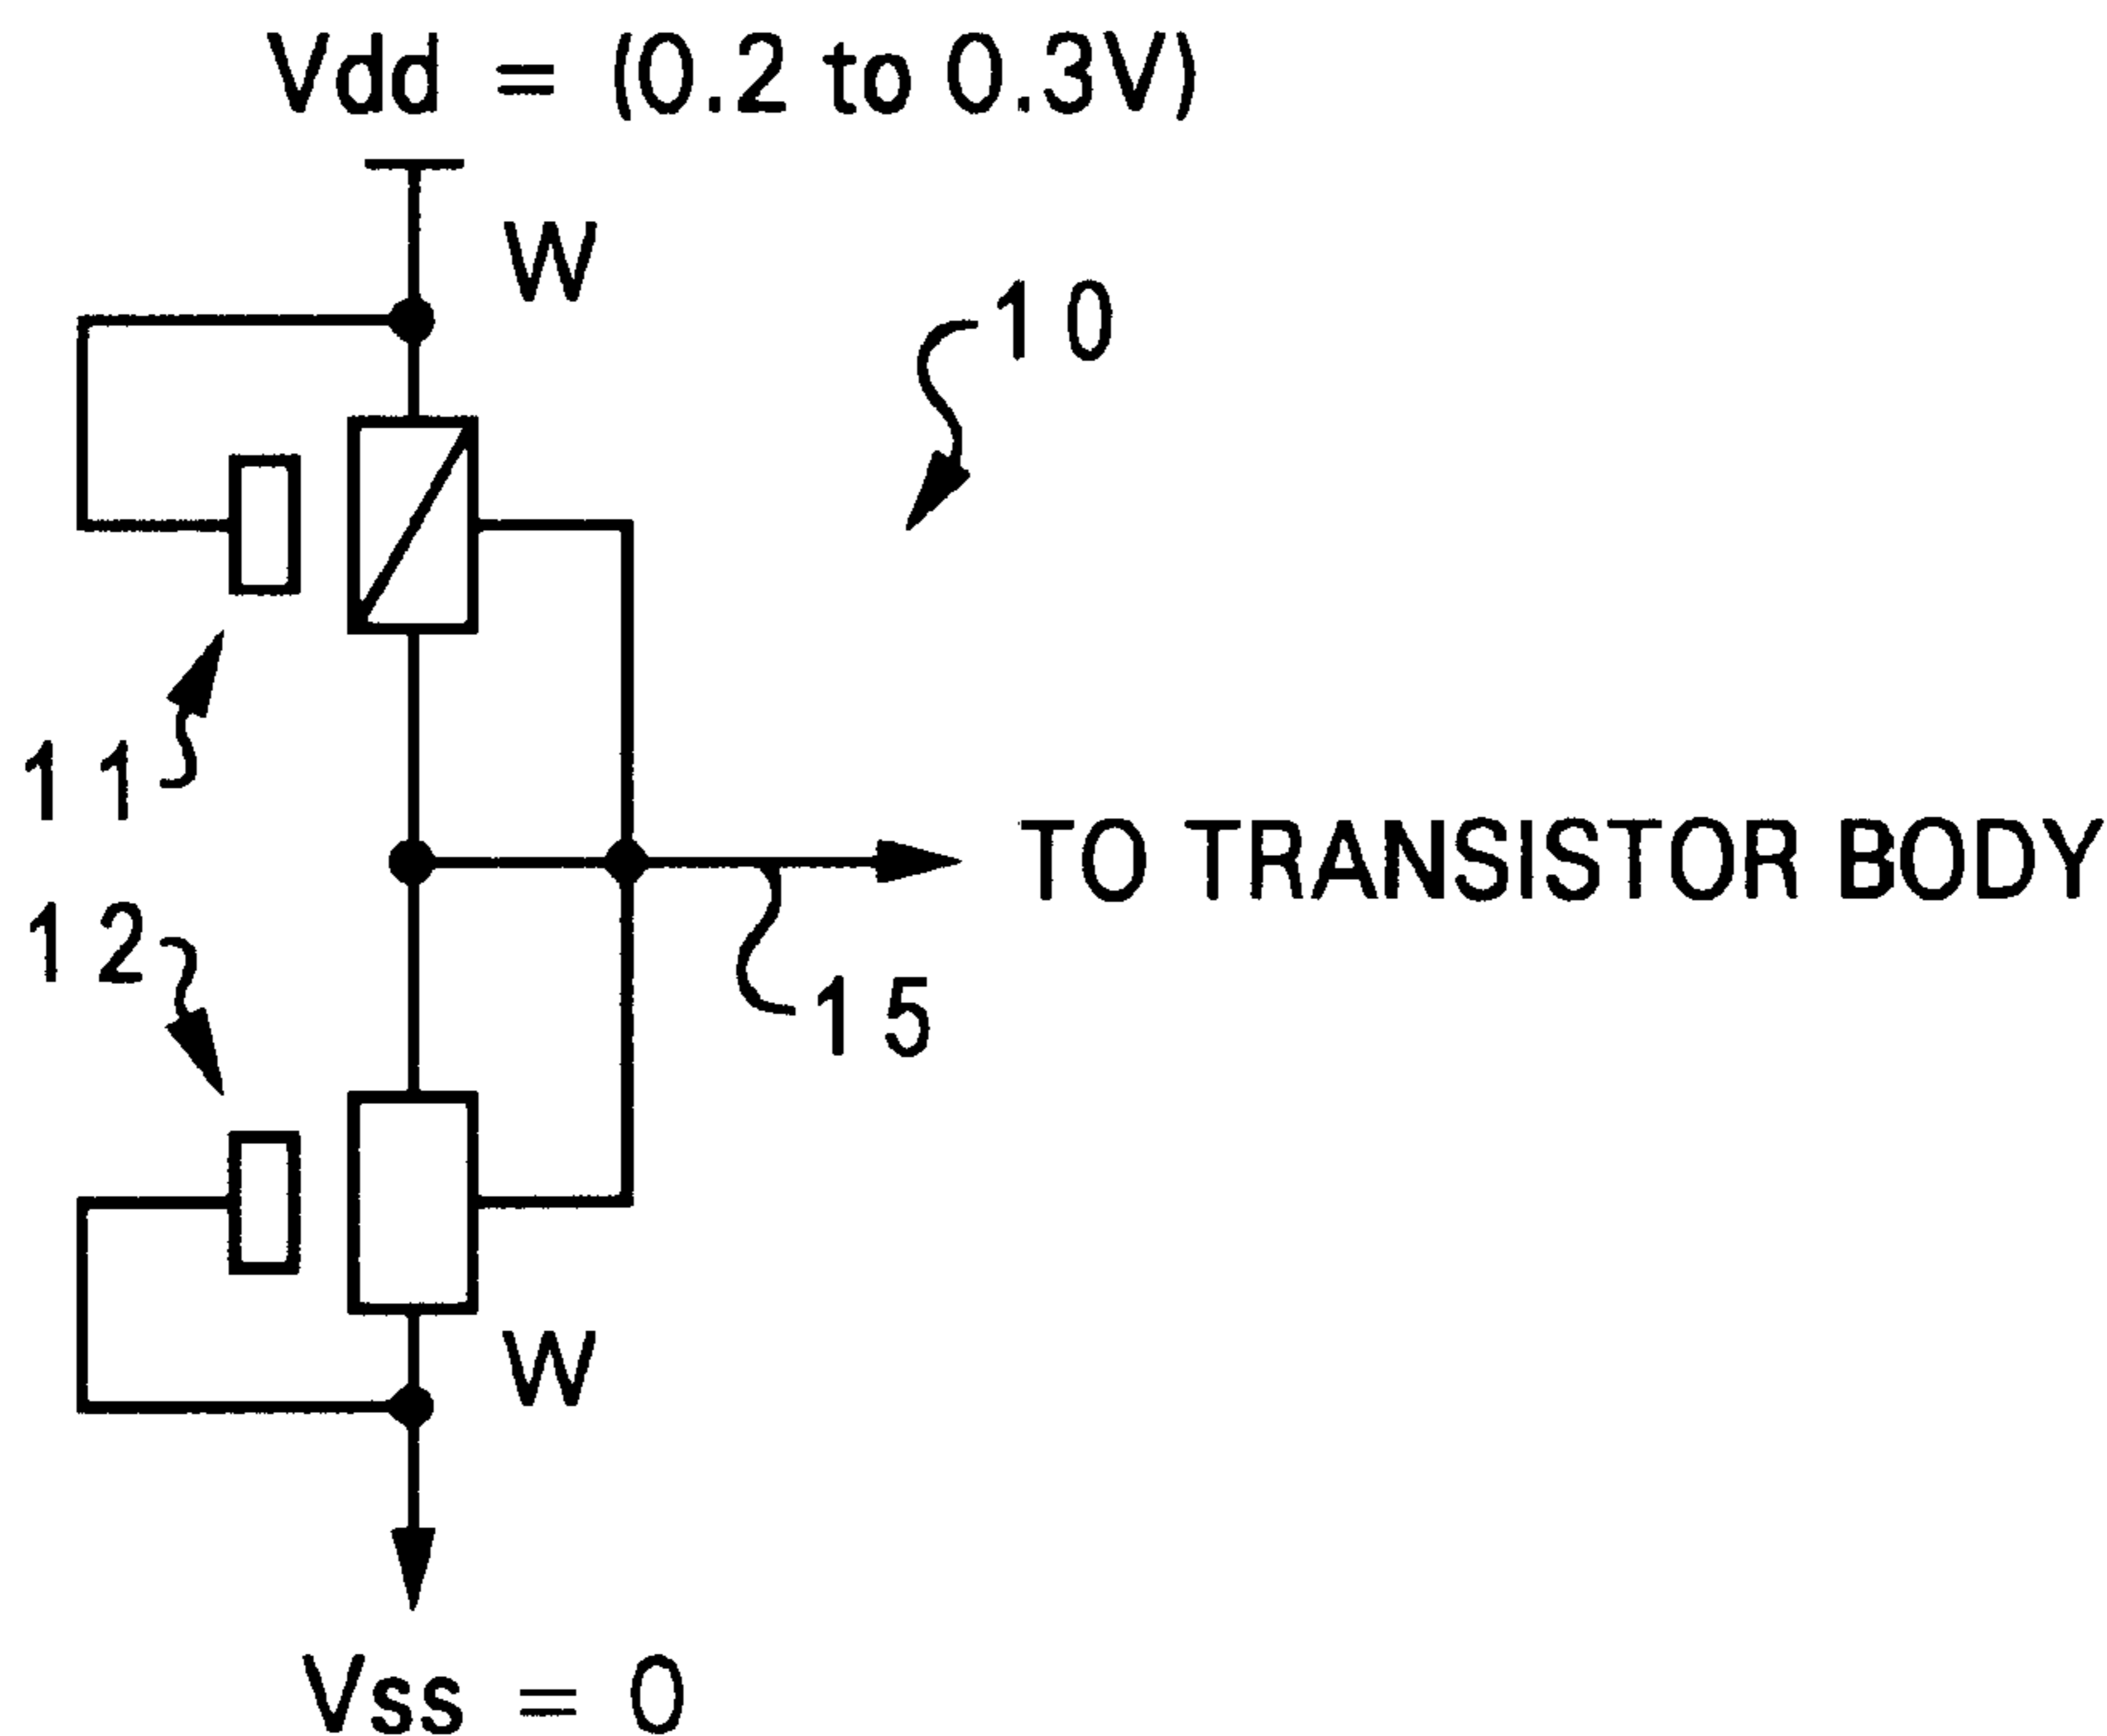 Vdd = (0.2 to 0.3V)
W
10
11
TO TRANSISTOR BODY
12
15
W
Vss = 0